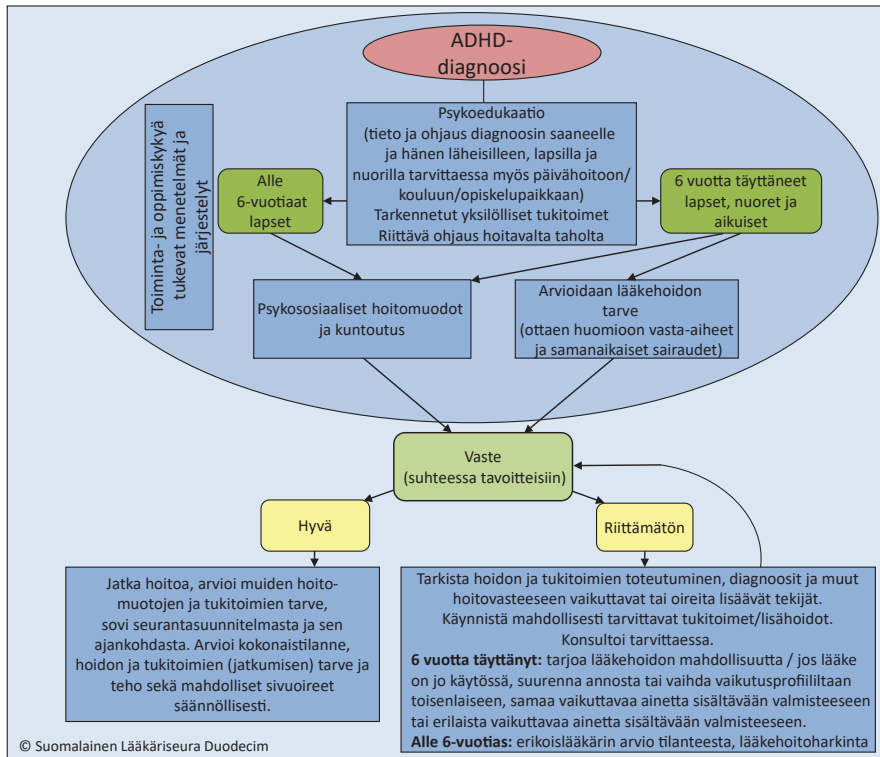 ADHD-
diagnoosi
Toiminta- ja oppimiskykyä
tukevat menetelmät ja
järjestelyt
Psykoedukaatio
(tieto ja ohjaus diagnoosin saaneelle
ja hänen läheisilleen, lapsilla ja
nuorilla tarvittaessa myös päivähoitoon/
kouluun/opiskelupaikkaan)
Tarkennetut yksilölliset tukitoimet
Riittävä ohjaus hoitavalta taholta
Alle
6-vuotiaat
lapset
6 vuotta täyttäneet
lapset, nuoret ja
aikuiset
Psykososiaaliset hoitomuodot
ja kuntoutus
Arvioidaan lääkehoidon
tarve
(ottaen huomioon vasta-aiheet
ja samanaikaiset sairaudet)
Vaste
(suhteessa tavoitteisiin)
Hyvä
Riittämätön
Jatka hoitoa, arvioi muiden hoito-
muotojen ja tukitoimien tarve,
sovi seurantasuunnitelmasta ja sen
ajankohdasta. Arvioi kokonaistilanne,
hoidon ja tukitoimien (jatkumisen) tarve ja
teho sekä mahdolliset sivuoireet
säännöllisesti.
Tarkista hoidon ja tukitoimien toteutuminen, diagnoosit ja muut
hoitovasteeseen vaikuttavat tai oireita lisäävät tekijät.
Käynnistä mahdollisesti tarvittavat tukitoimet/lisähoidot.
Konsultoi tarvittaessa.
6 vuotta täyttänyt: tarjoa lääkehoidon mahdollisuutta / jos lääke
on jo käytössä, suurenna annosta tai vaihda vaikutusprofiililtaan
toisenlaiseen, samaa vaikuttavaa ainetta sisältävään valmisteeseen
tai erilaista vaikuttavaa ainetta sisältävään valmisteeseen.
Alle 6-vuotias: erikoislääkärin arvio tilanteesta, lääkehoitoharkinta
© Suomalainen Lääkäriseura Duodecim